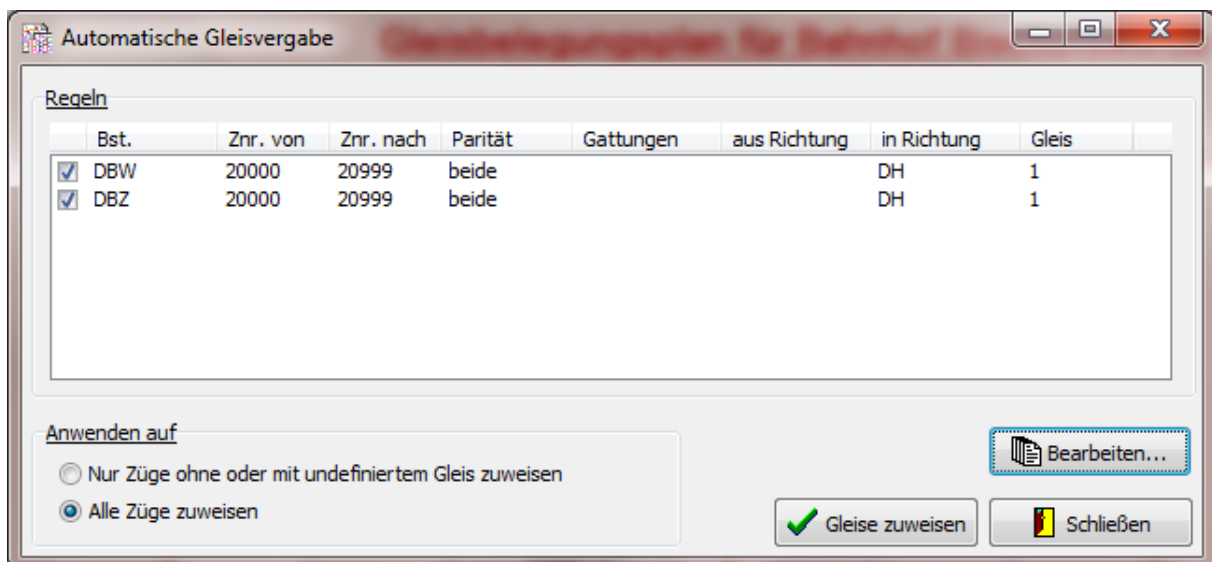 Automatische Gleisvergabe
Regeln
Bst. Znr. von Znr. nach Parität Gattungen aus Richtung in Richtung Gleis
DBW 20000 20999 beide DH 1
DBZ 20000 20999 beide DH 1
Anwenden auf
Nur Züge ohne oder mit undefiniertem Gleis zuweisen
Alle Züge zuweisen
Bearbeiten...
Gleise zuweisen
Schließen